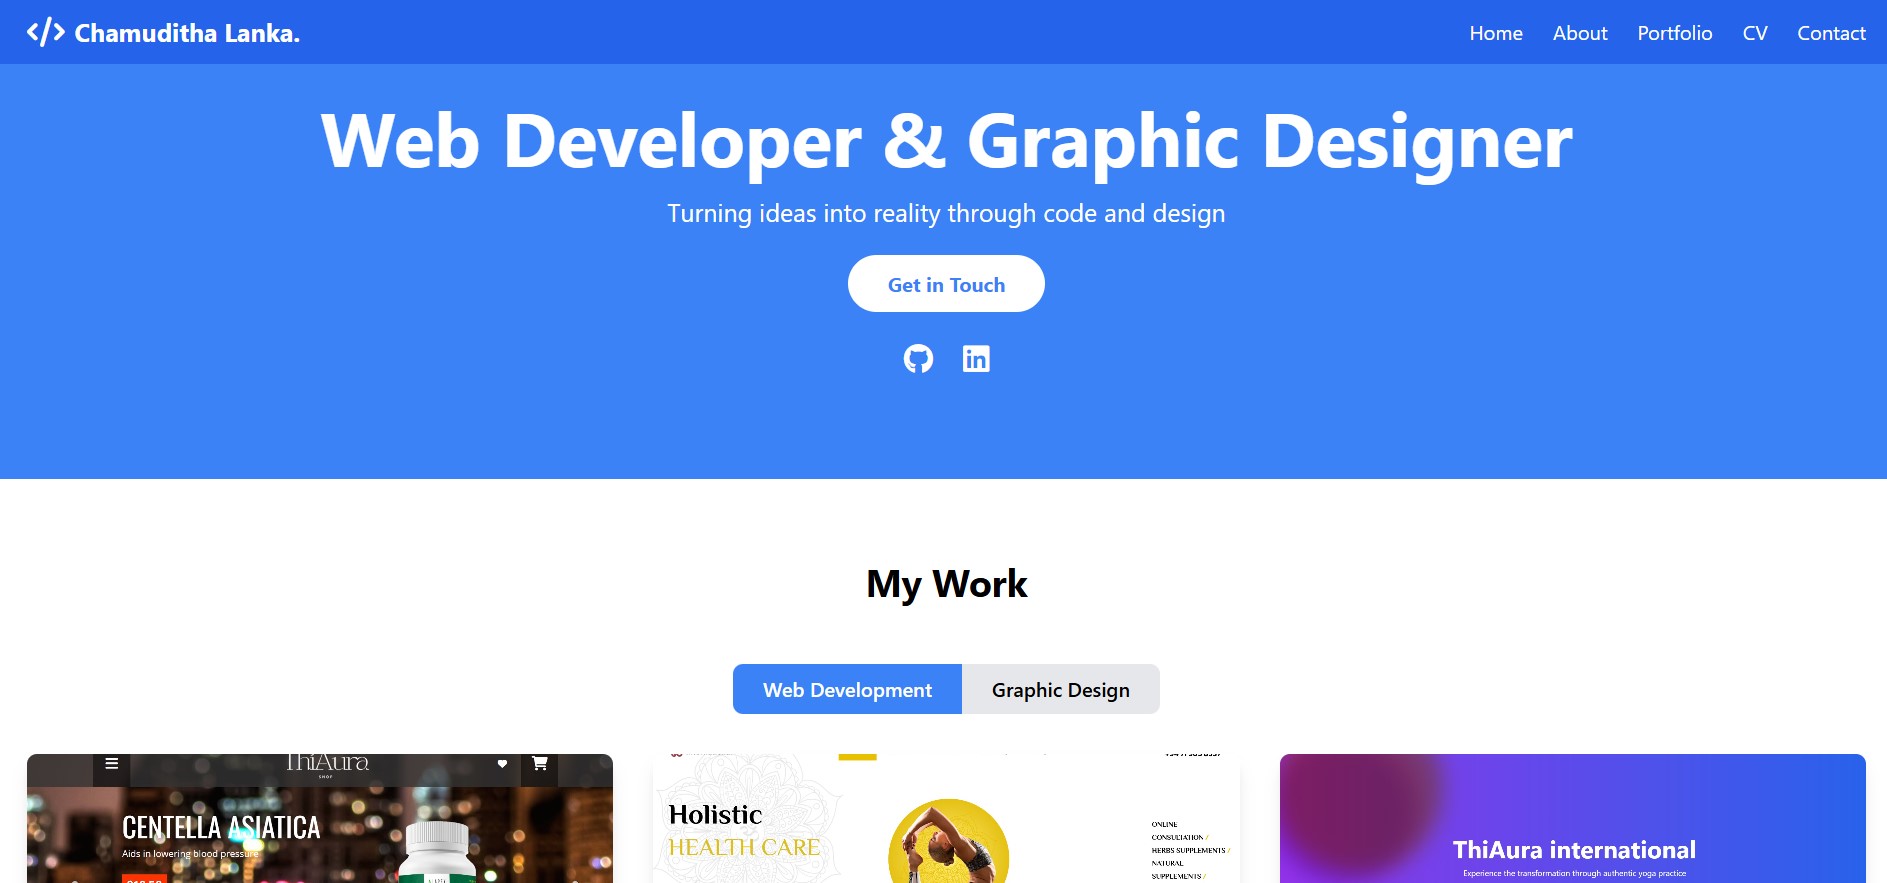 Chamuditha Lanka.
Home About Portfolio CV Contact
Web Developer & Graphic Designer
Turning ideas into reality through code and design
Get in Touch
My Work
Web Development Graphic Design
ThiAura
SHOP
CENTELLA ASIATICA
Aids in lowering blood pressure
Holistic
HEALTH CARE
ONLINE
CONSULTATION /
HERBS SUPPLEMENTS /
NATURAL
SUPPLEMENTS /
ThiAura international
Experience the transformation through authentic yoga practice